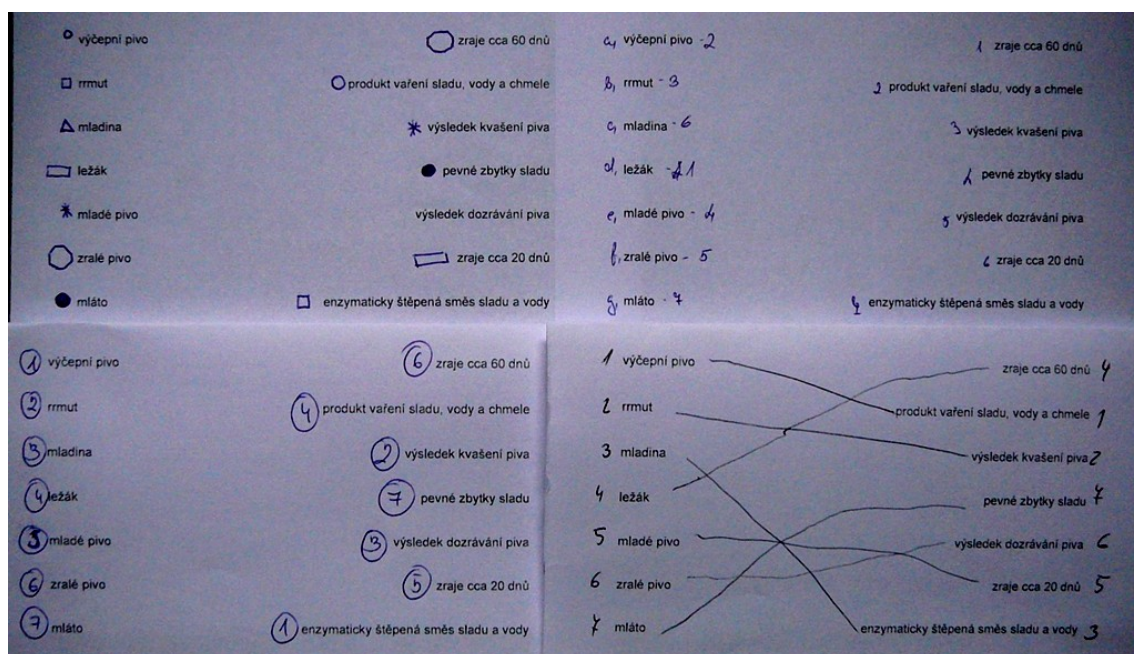 výčepní pivo zraje cca 60 dnů
rrmut produkt vaření sladu, vody a chmele
mladina výsledek kvašení piva
ležák pevné zbytky sladu
mladé pivo výsledek dozrávání piva
zralé pivo zraje cca 20 dnů
mláto enzymaticky štěpená směs sladu a vody
a, výčepní pivo - 2 1 zraje cca 60 dnů
b, rrmut - 3 2 produkt vaření sladu, vody a chmele
c, mladina - 6 3 výsledek kvašení piva
d, ležák - 1 4 pevné zbytky sladu
e, mladé pivo - 4 5 výsledek dozrávání piva
f, zralé pivo - 5 6 zraje cca 20 dnů
g, mláto - 7 7 enzymaticky štěpená směs sladu a vody
1 výčepní pivo 6 zraje cca 60 dnů
2 rrmut 4 produkt vaření sladu, vody a chmele
3 mladina 2 výsledek kvašení piva
4 ležák 7 pevné zbytky sladu
5 mladé pivo 3 výsledek dozrávání piva
6 zralé pivo 5 zraje cca 20 dnů
7 mláto 1 enzymaticky štěpená směs sladu a vody
1 výčepní pivo zraje cca 60 dnů 4
2 rrmut produkt vaření sladu, vody a chmele 1
3 mladina výsledek kvašení piva 2
4 ležák pevné zbytky sladu 7
5 mladé pivo výsledek dozrávání piva 6
6 zralé pivo zraje cca 20 dnů 5
7 mláto enzymaticky štěpená směs sladu a vody 3